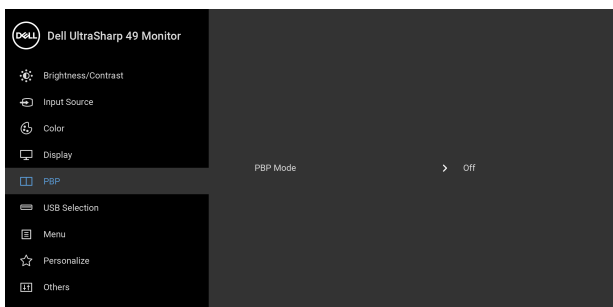 DELL
Dell UltraSharp 49 Monitor
Brightness/Contrast
Input Source
Color
Display
PBP
USB Selection
Menu
Personalize
Others
PBP Mode
Off